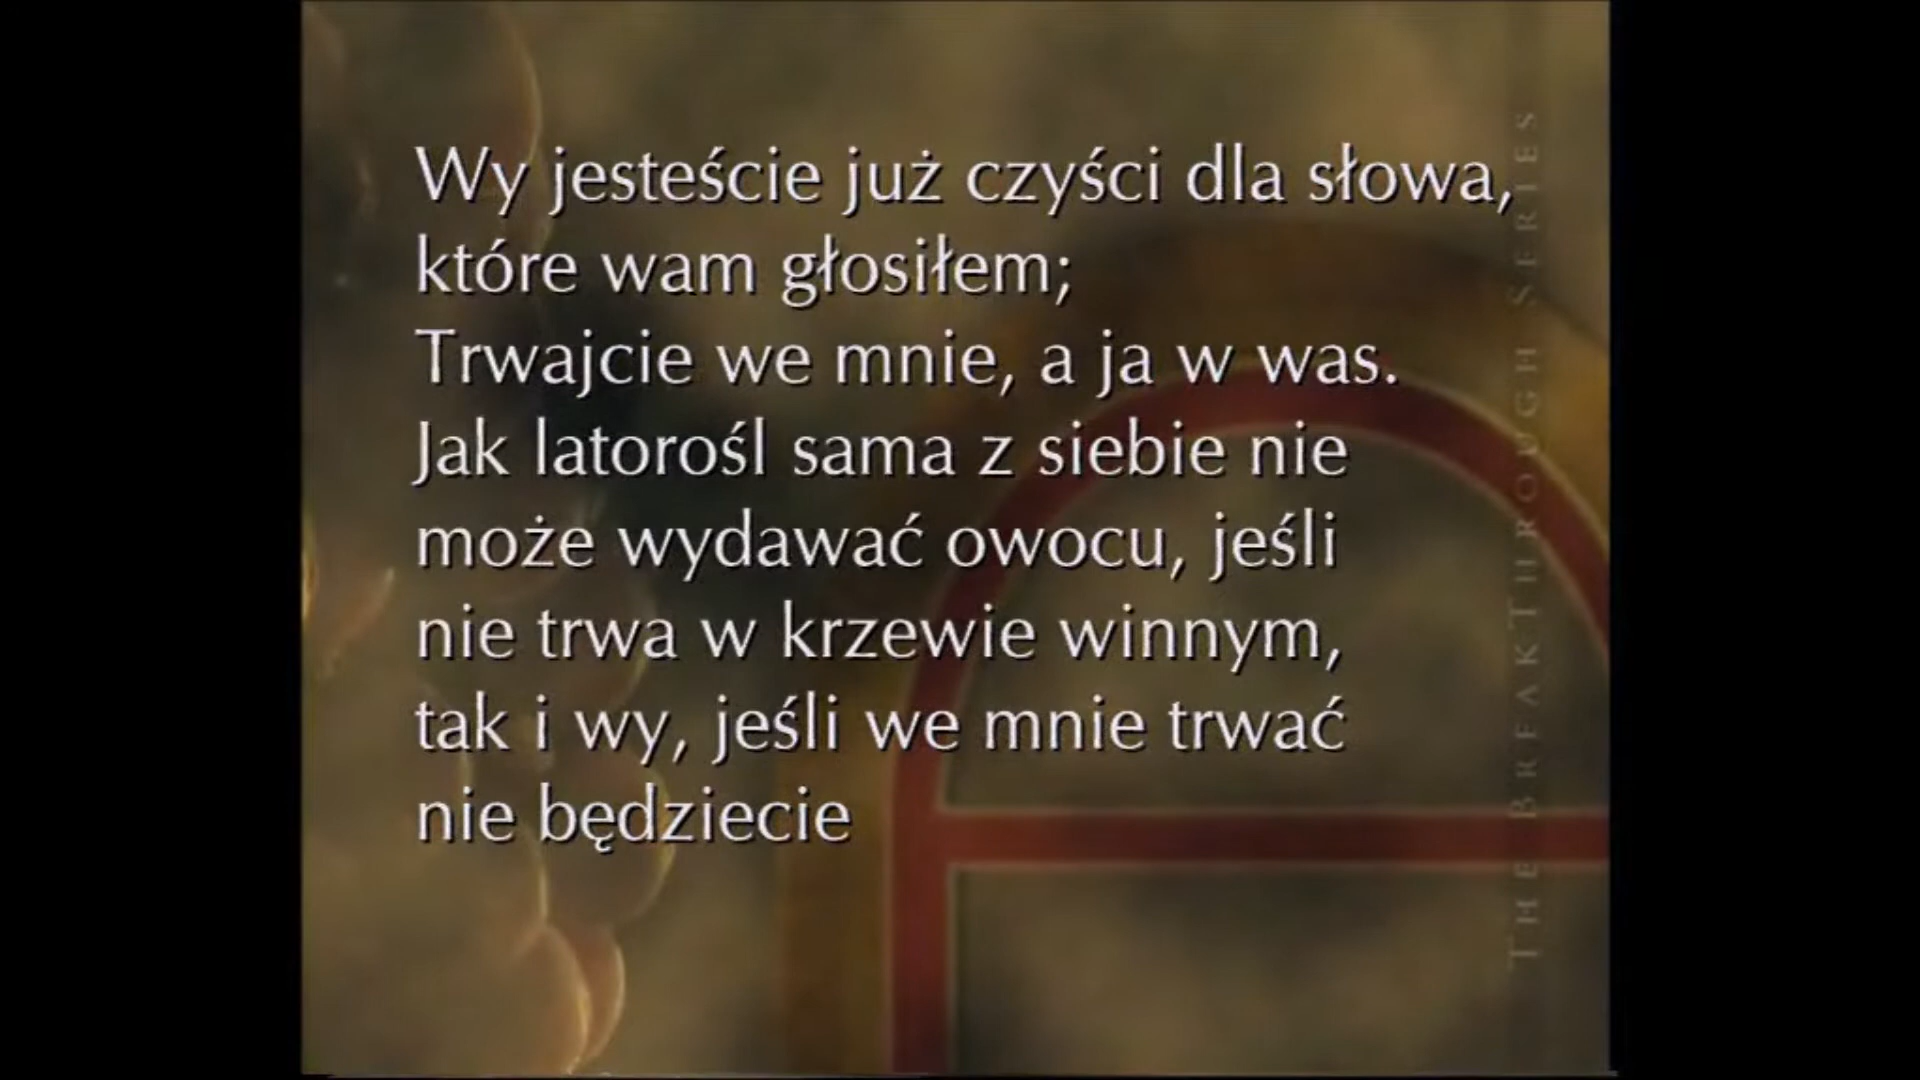 Wy jesteście już czyści dla słowa,
które wam głosiłem;
Trwajcie we mnie, a ja w was.
Jak latorośl sama z siebie nie
może wydawać owocu, jeśli
nie trwa w krzewie winnym,
tak i wy, jeśli we mnie trwać
nie będziecie
THE BREAKTHROUGH SERIES